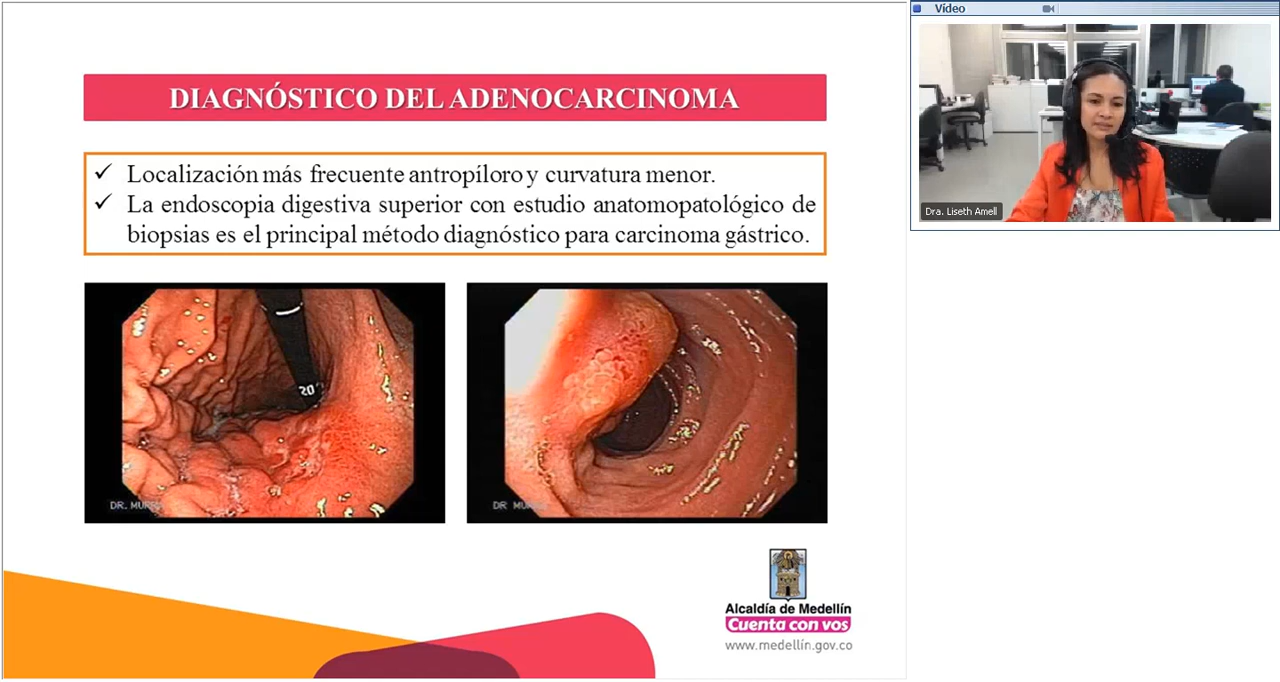 DIAGNÓSTICO DEL ADENOCARCINOMA
✓ Localización más frecuente antropíloro y curvatura menor.
✓ La endoscopia digestiva superior con estudio anatomopatológico de
biopsias es el principal método diagnóstico para carcinoma gástrico.
20
DR. MURRA
DR MURRA
Alcaldía de Medellín
Cuenta con vos
www.medellín.gov.co
Vídeo
Dra. Liseth Amell